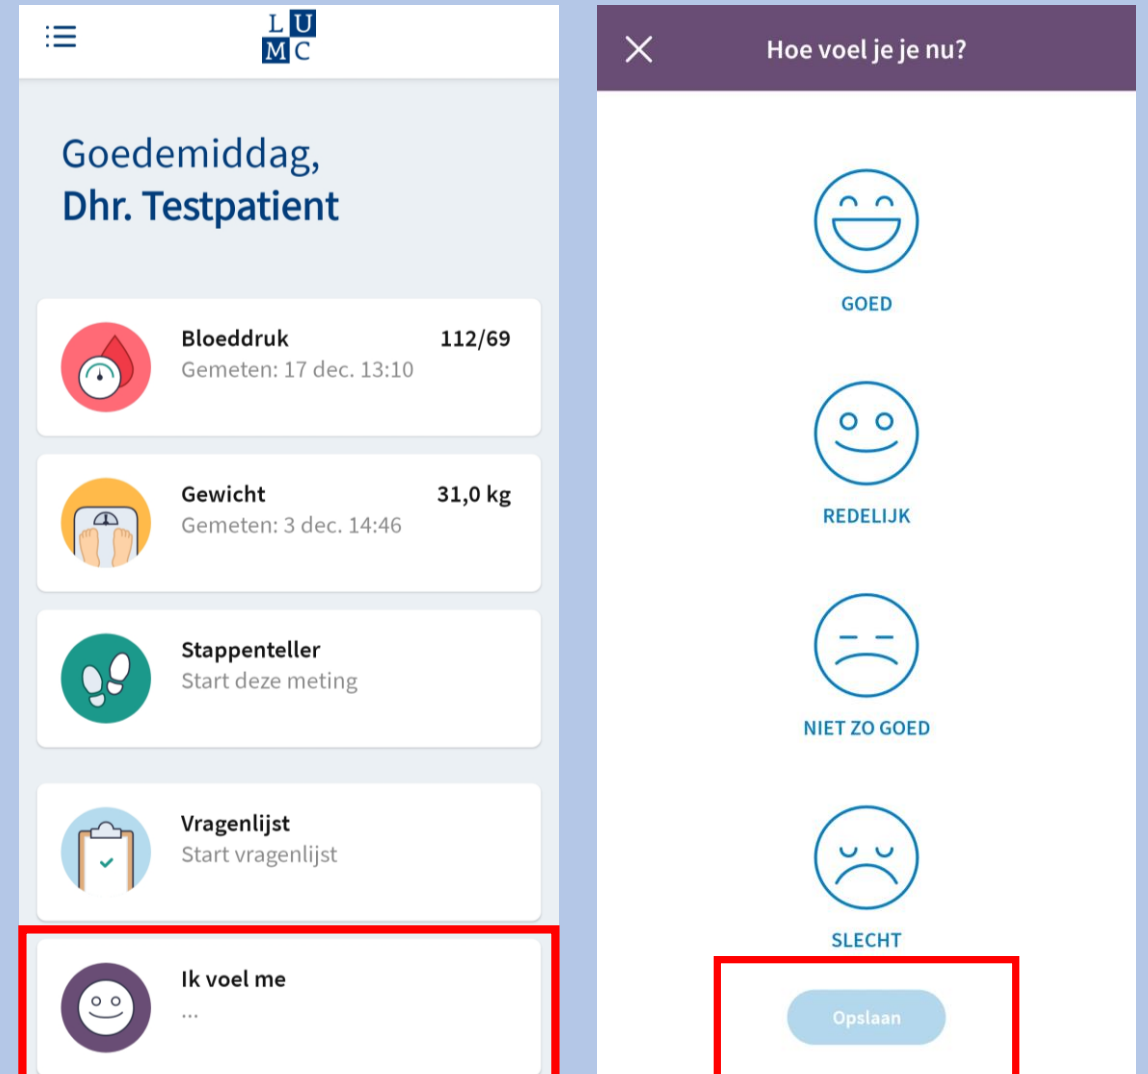 L U
M C
Goedemiddag,
Dhr. Testpatient
Bloeddruk 112/69
Gemeten: 17 dec. 13:10
Gewicht 31,0 kg
Gemeten: 3 dec. 14:46
Stappenteller
Start deze meting
Vragenlijst
Start vragenlijst
Ik voel me
...
Hoe voel je je nu?
GOED
REDELIJK
NIET ZO GOED
SLECHT
Opslaan